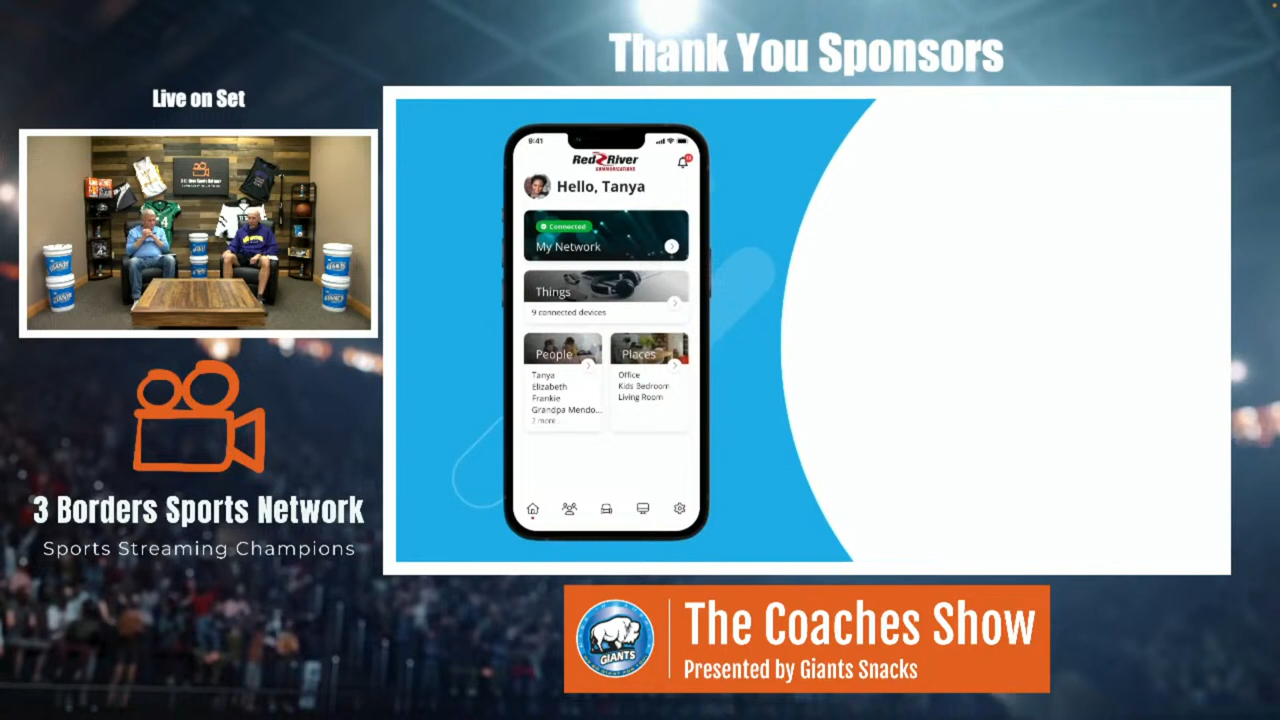 Thank You Sponsors
Live on Set
9:41
Red River
COMMUNICATIONS
Hello, Tanya
Connected
My Network
Things
9 connected devices
People
Places
Tanya
Elizabeth
Frankie
Grandpa Mendo...
2 more
Office
Kids Bedroom
Living Room
3 Borders Sports Network
Sports Streaming Champions
GIANTS
The Coaches Show
Presented by Giants Snacks